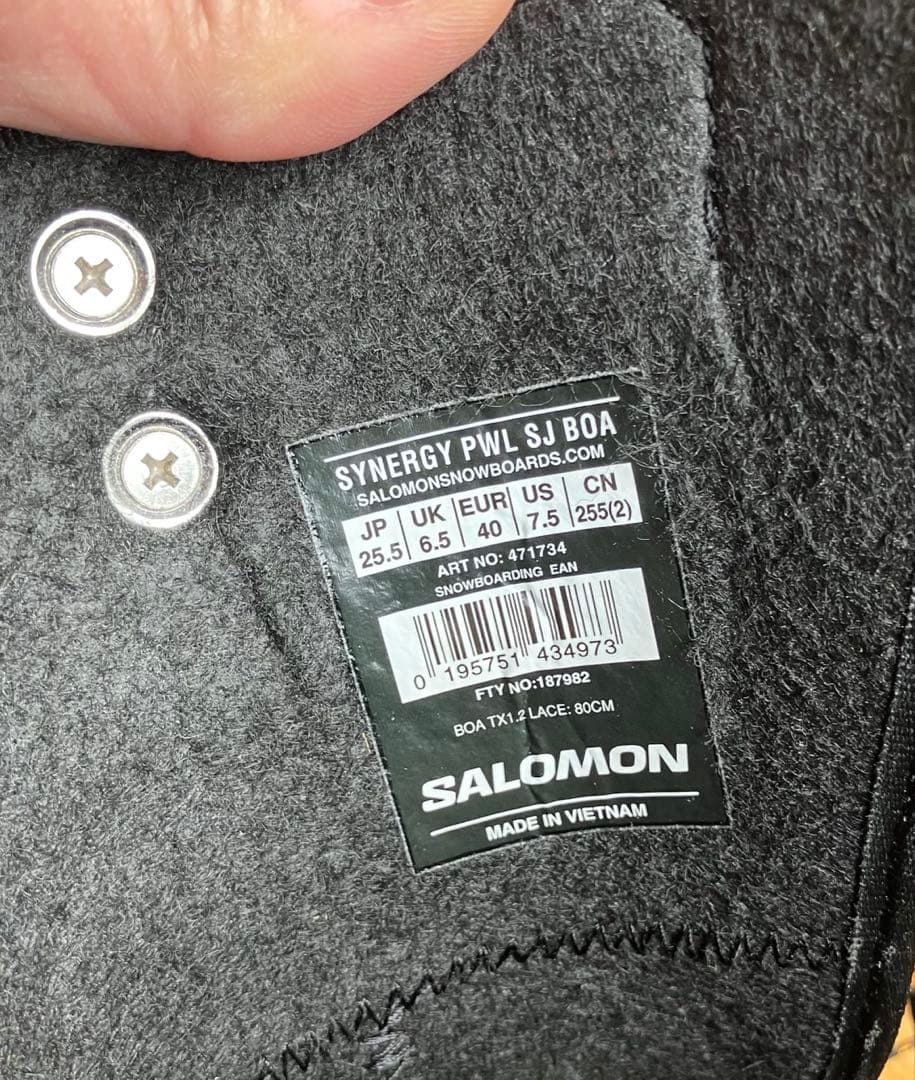 SYNERGY PWL SJ BOA
SALOMONSNOWBOARDS.COM
JP UK EUR US CN
25.5 6.5 40 7.5 255(2)
ART NO: 471734
SNOWBOARDING EAN
0 195751 434973
FTY NO:187982
BOA TX1.2 LACE: 80CM
SALOMON
MADE IN VIETNAM